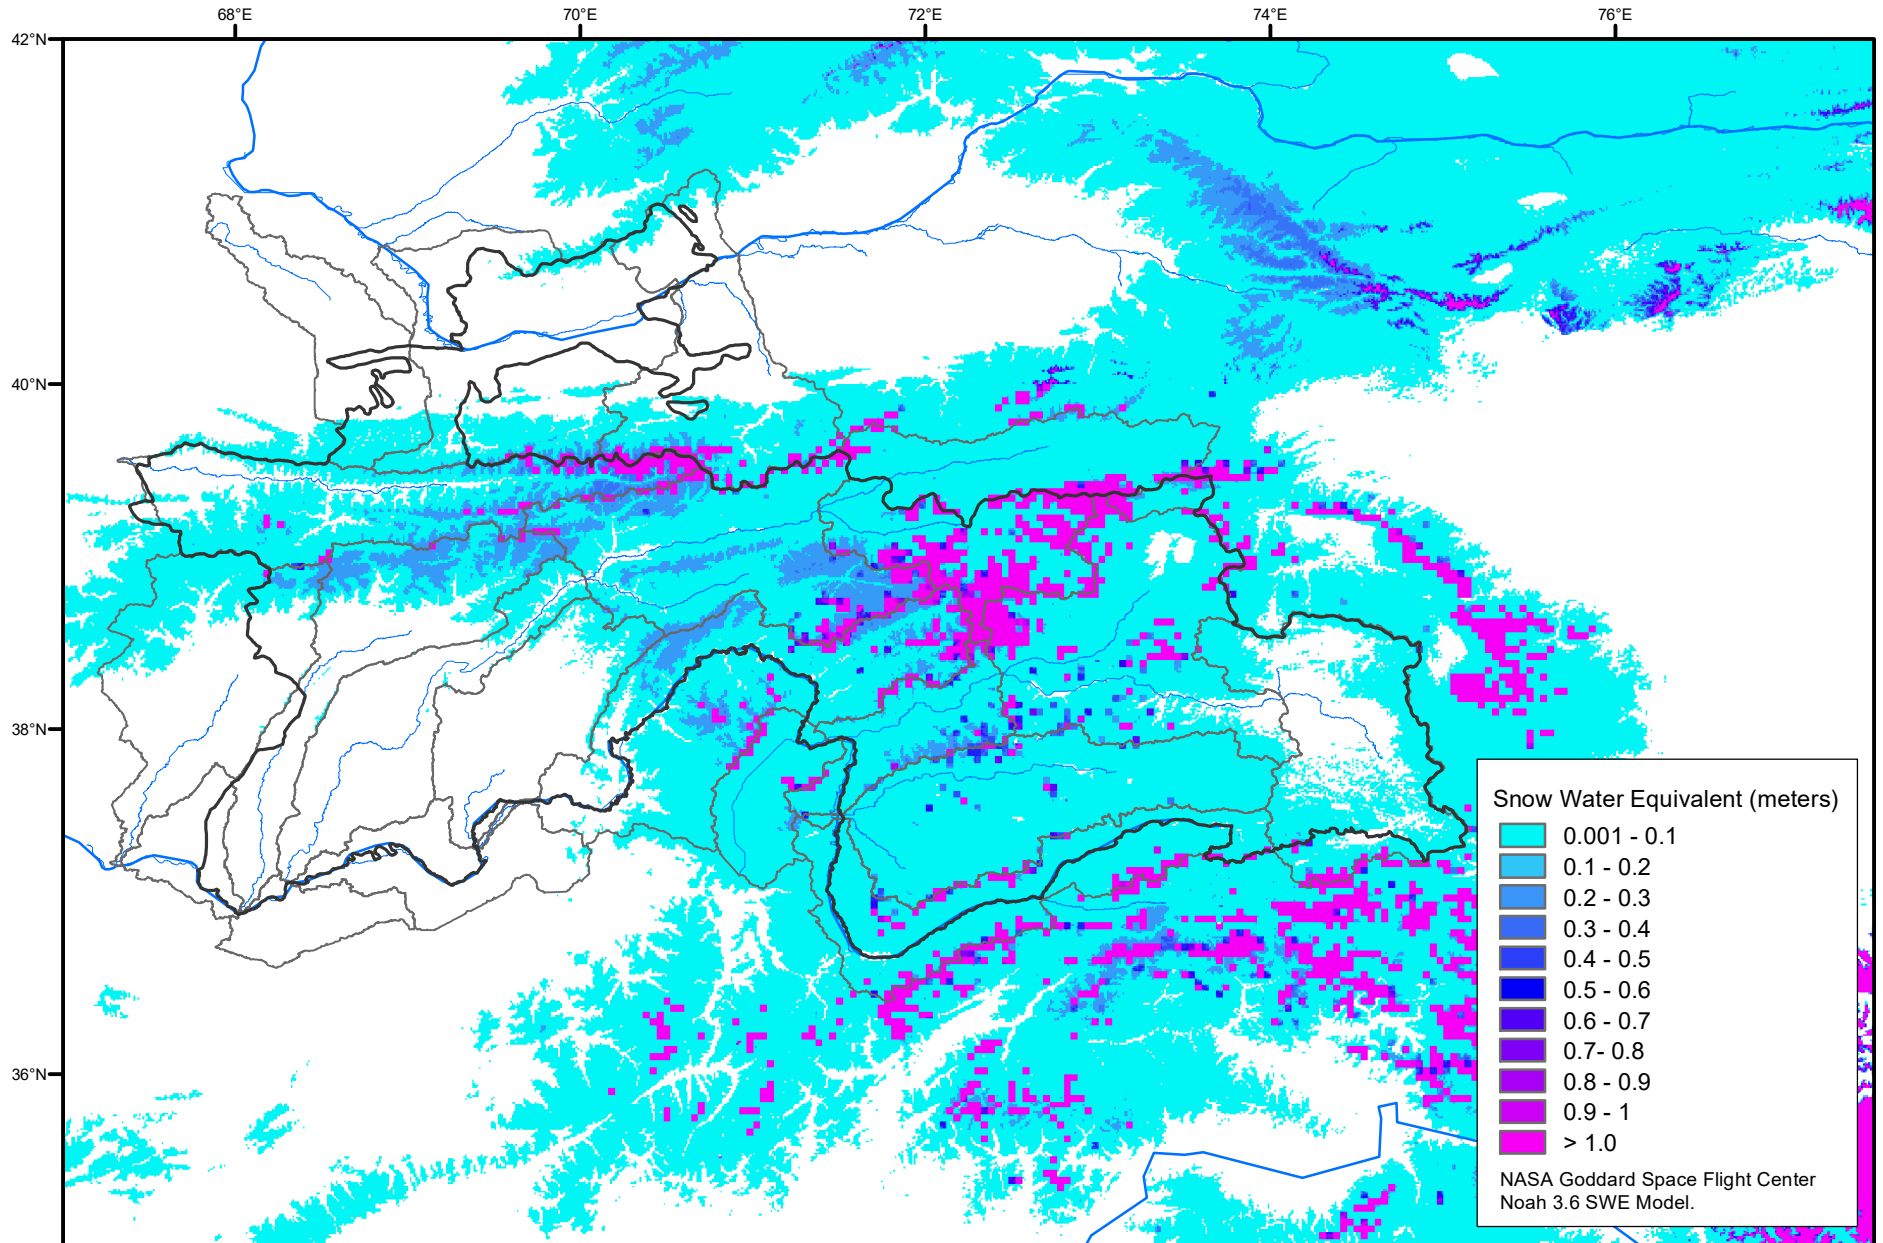 68°E 70°E 72°E 74°E 76°E
42°N
40°N
38°N
36°N
Snow Water Equivalent (meters)
0.001 - 0.1
0.1 - 0.2
0.2 - 0.3
0.3 - 0.4
0.4 - 0.5
0.5 - 0.6
0.6 - 0.7
0.7- 0.8
0.8 - 0.9
0.9 - 1
> 1.0
NASA Goddard Space Flight Center
Noah 3.6 SWE Model.